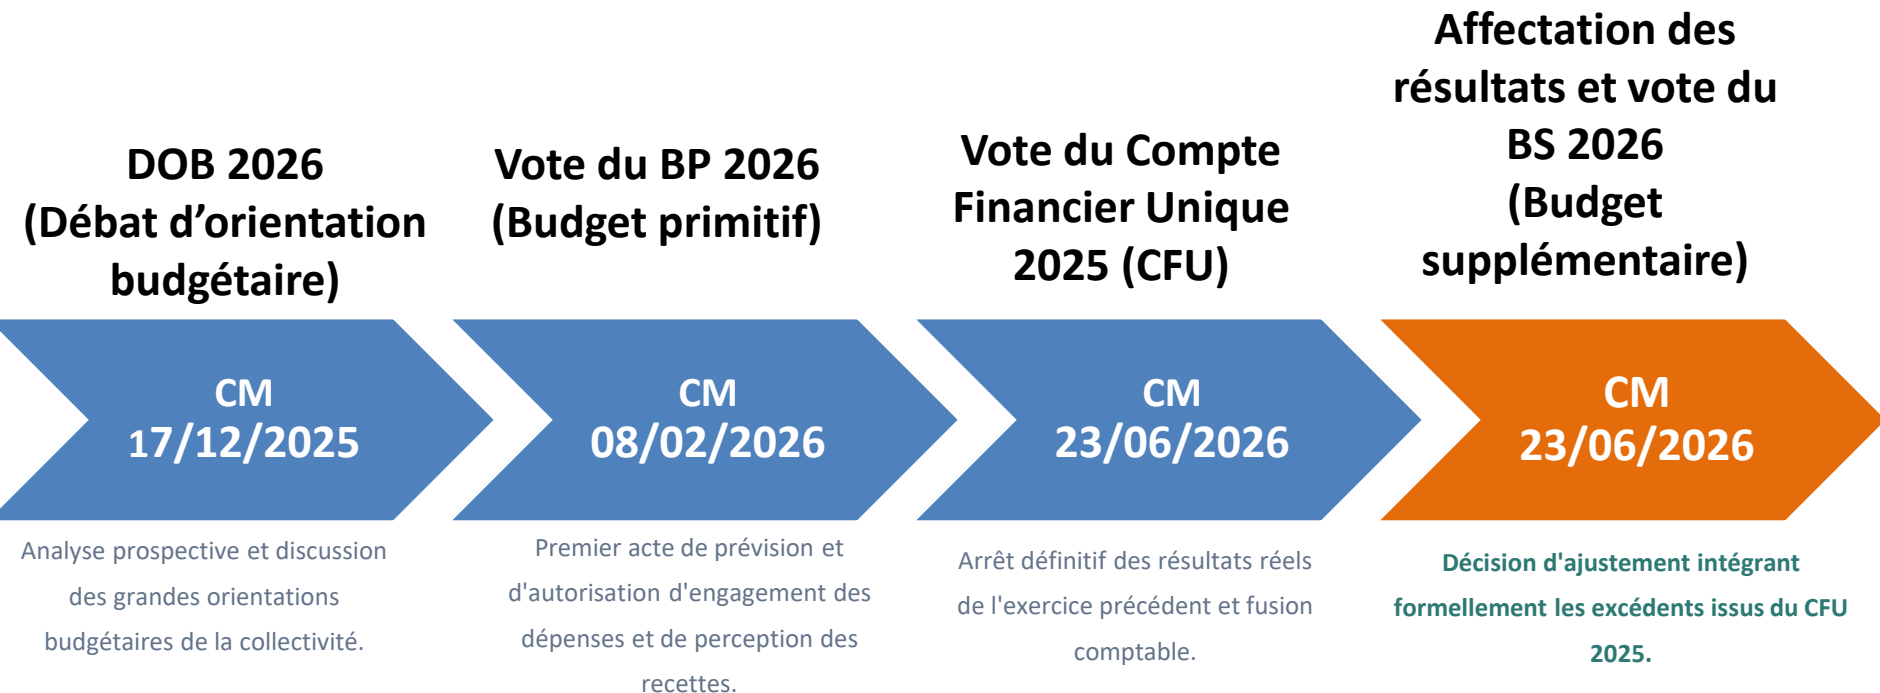 DOB 2026
(Débat d’orientation
budgétaire)
CM
17/12/2025
Analyse prospective et discussion
des grandes orientations
budgétaires de la collectivité.
Vote du BP 2026
(Budget primitif)
CM
08/02/2026
Premier acte de prévision et
d'autorisation d'engagement des
dépenses et de perception des
recettes.
Vote du Compte
Financier Unique
2025 (CFU)
CM
23/06/2026
Arrêt définitif des résultats réels
de l'exercice précédent et fusion
comptable.
Affectation des
résultats et vote du
BS 2026
(Budget
supplémentaire)
CM
23/06/2026
Décision d'ajustement intégrant
formellement les excédents issus du CFU
2025.